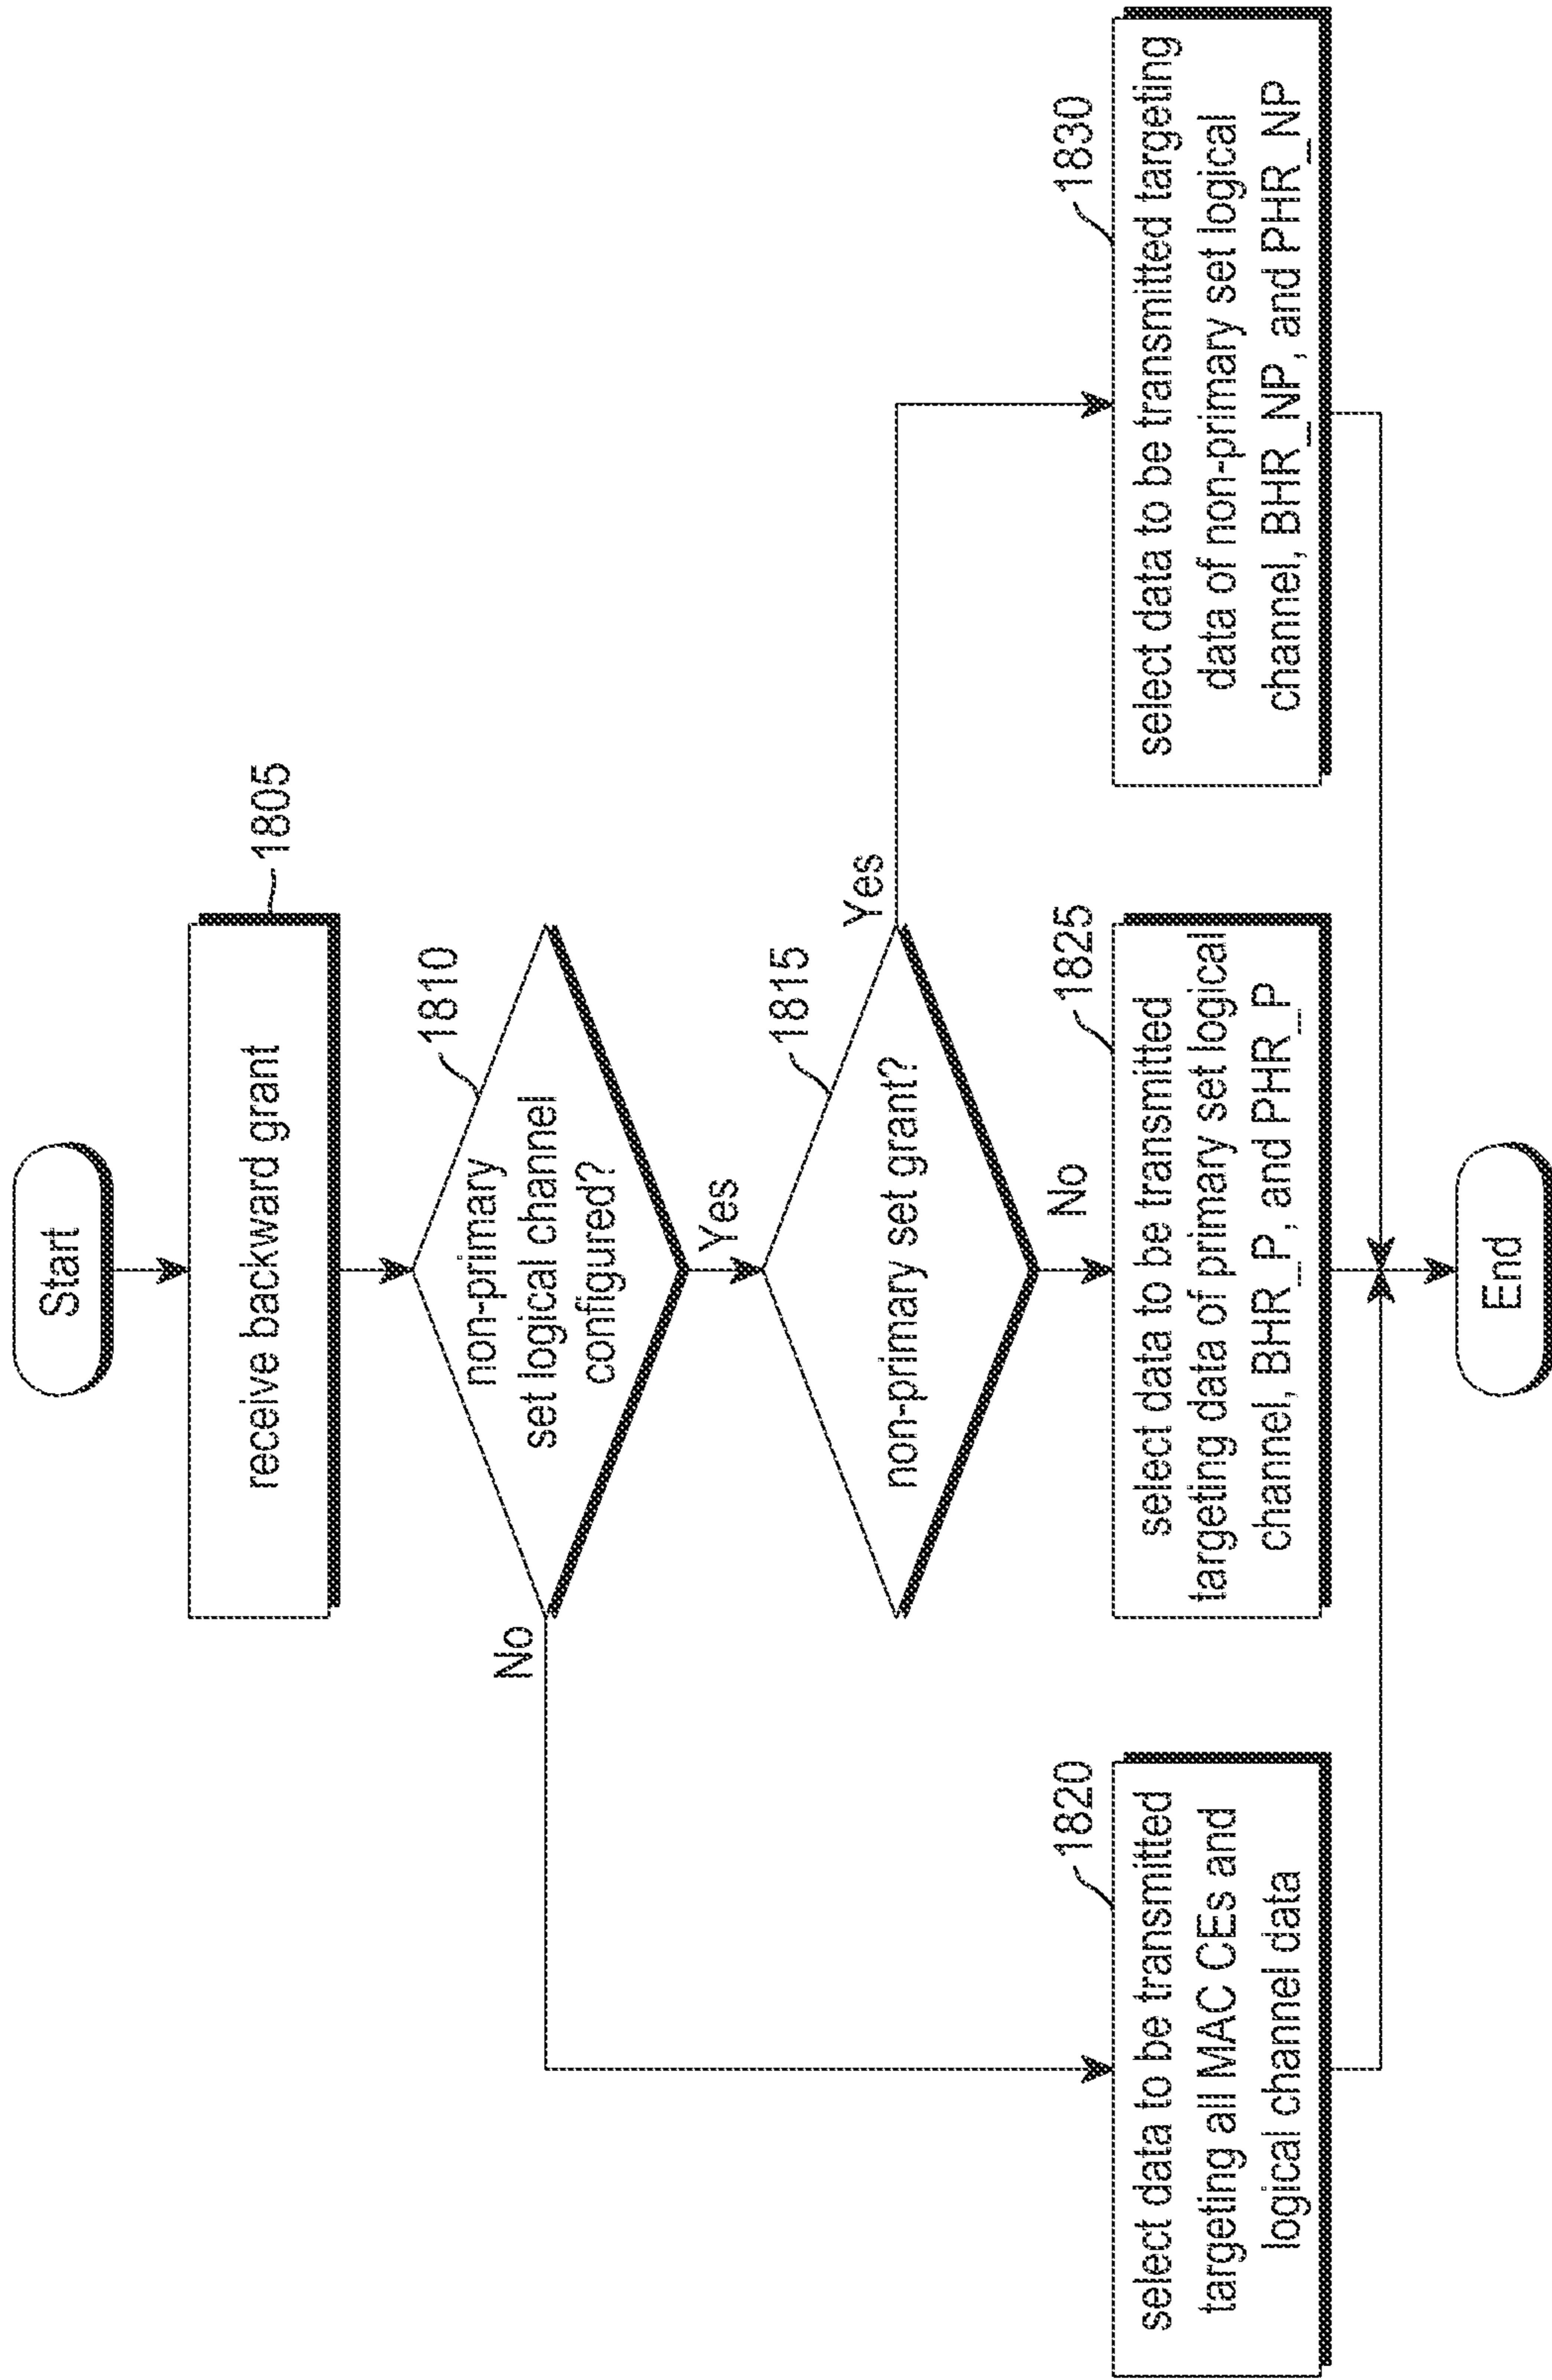 Start
receive backward grant
1805
non-primary
set logical channel
configured?
1810
No
Yes
non-primary set grant?
1815
Yes
No
select data to be transmitted
targeting all MAC CEs and
logical channel data
1820
select data to be transmitted
targeting data of primary set logical
channel, BHR_P, and PHR_P
1825
select data to be transmitted targeting
data of non-primary set logical
channel, BHR_NP, and PHR_NP
1830
End